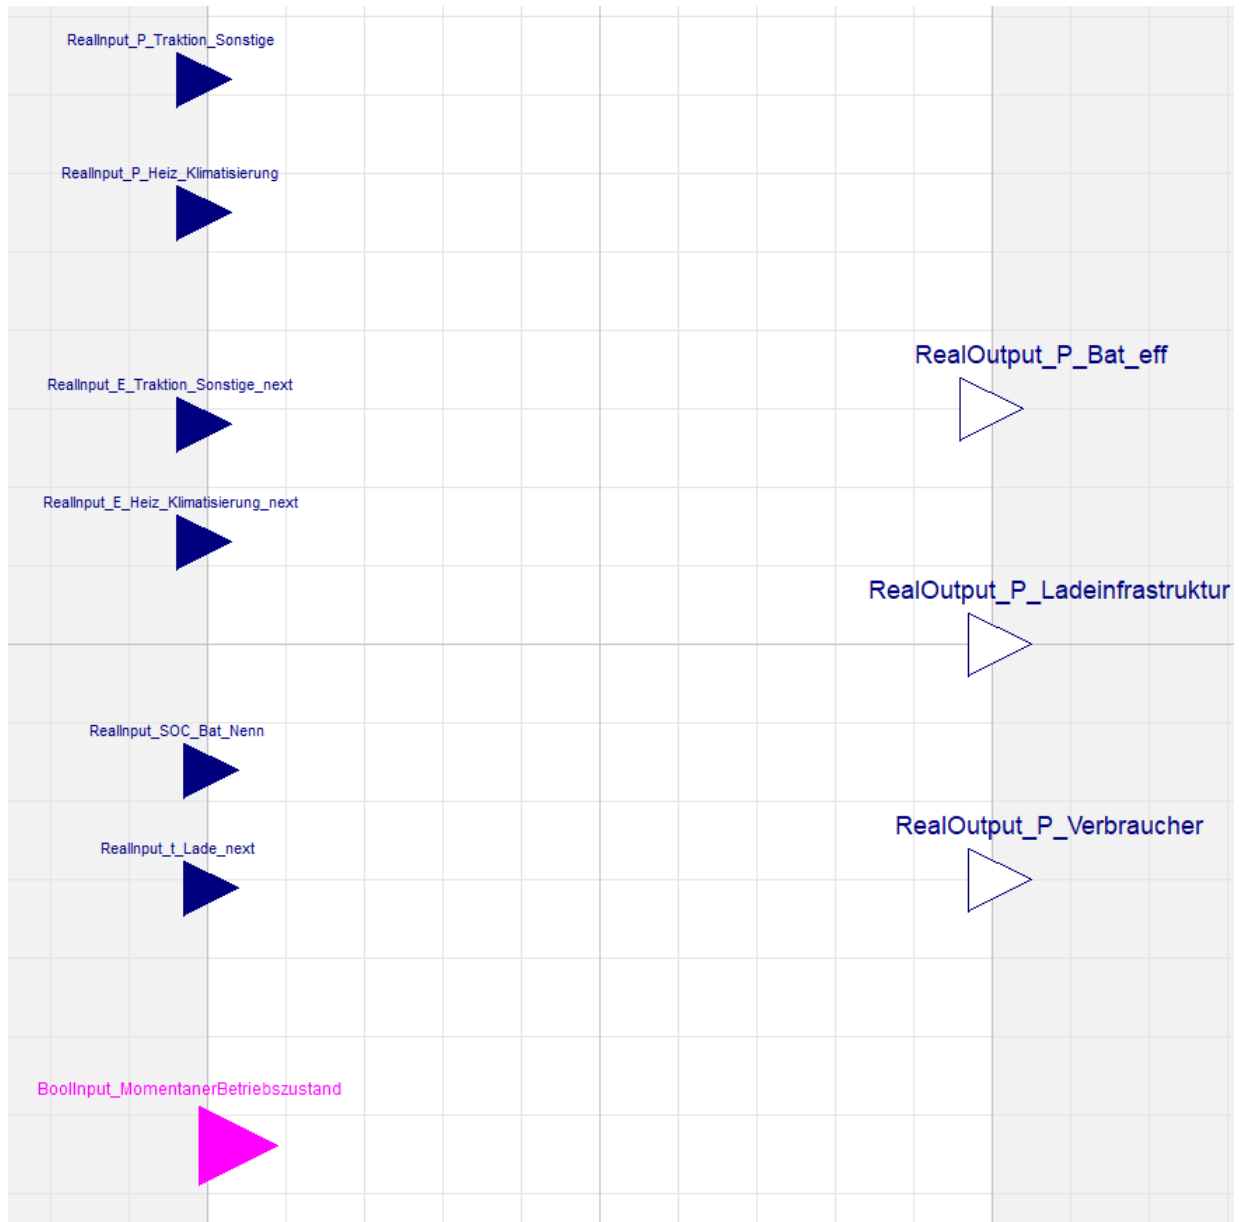 RealInput_P_Traktion_Sonstige
RealInput_P_Heiz_Klimatisierung
RealOutput_P_Bat_eff
RealInput_E_Traktion_Sonstige_next
RealInput_E_Heiz_Klimatisierung_next
RealOutput_P_Ladeinfrastruktur
RealInput_SOC_Bat_Nenn
RealOutput_P_Verbraucher
RealInput_t_Lade_next
BoolInput_MomentanerBetriebszustand